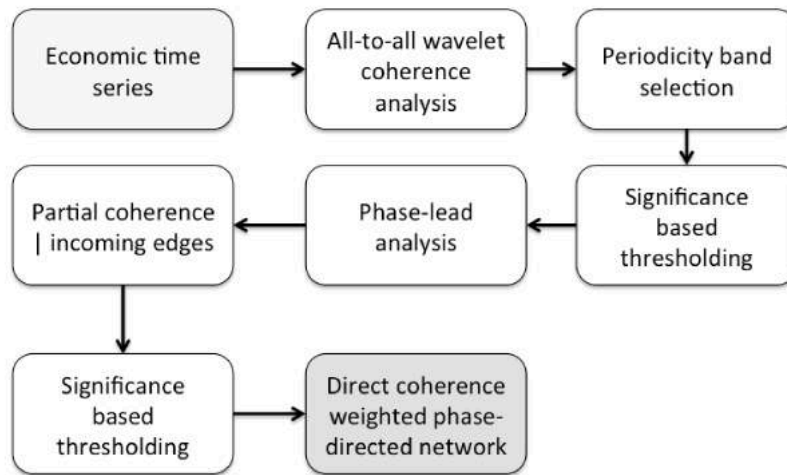 Economic time
series
All-to-all wavelet
coherence
analysis
Periodicity band
selection
Significance
based
thresholding
Phase-lead
analysis
Partial coherence
| incoming edges
Significance
based
thresholding
Direct coherence
weighted phase-
directed network